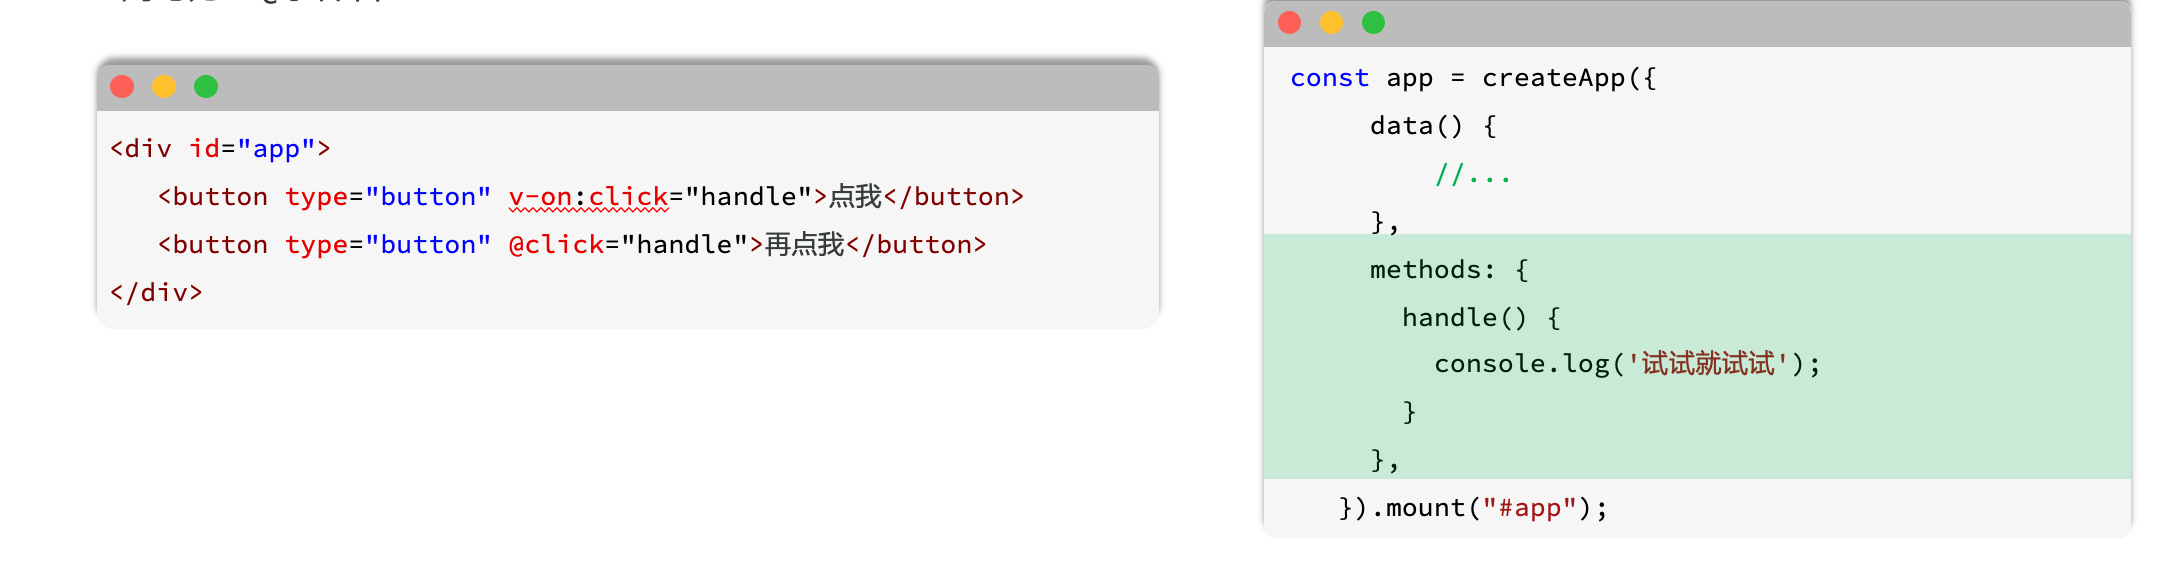 <div id="app">
<button type="button" v-on:click="handle">点我</button>
<button type="button" @click="handle">再点我</button>
</div>
const app = createApp({
data() {
//...
},
methods: {
handle() {
console.log('试试就试试');
}
},
}).mount("#app");